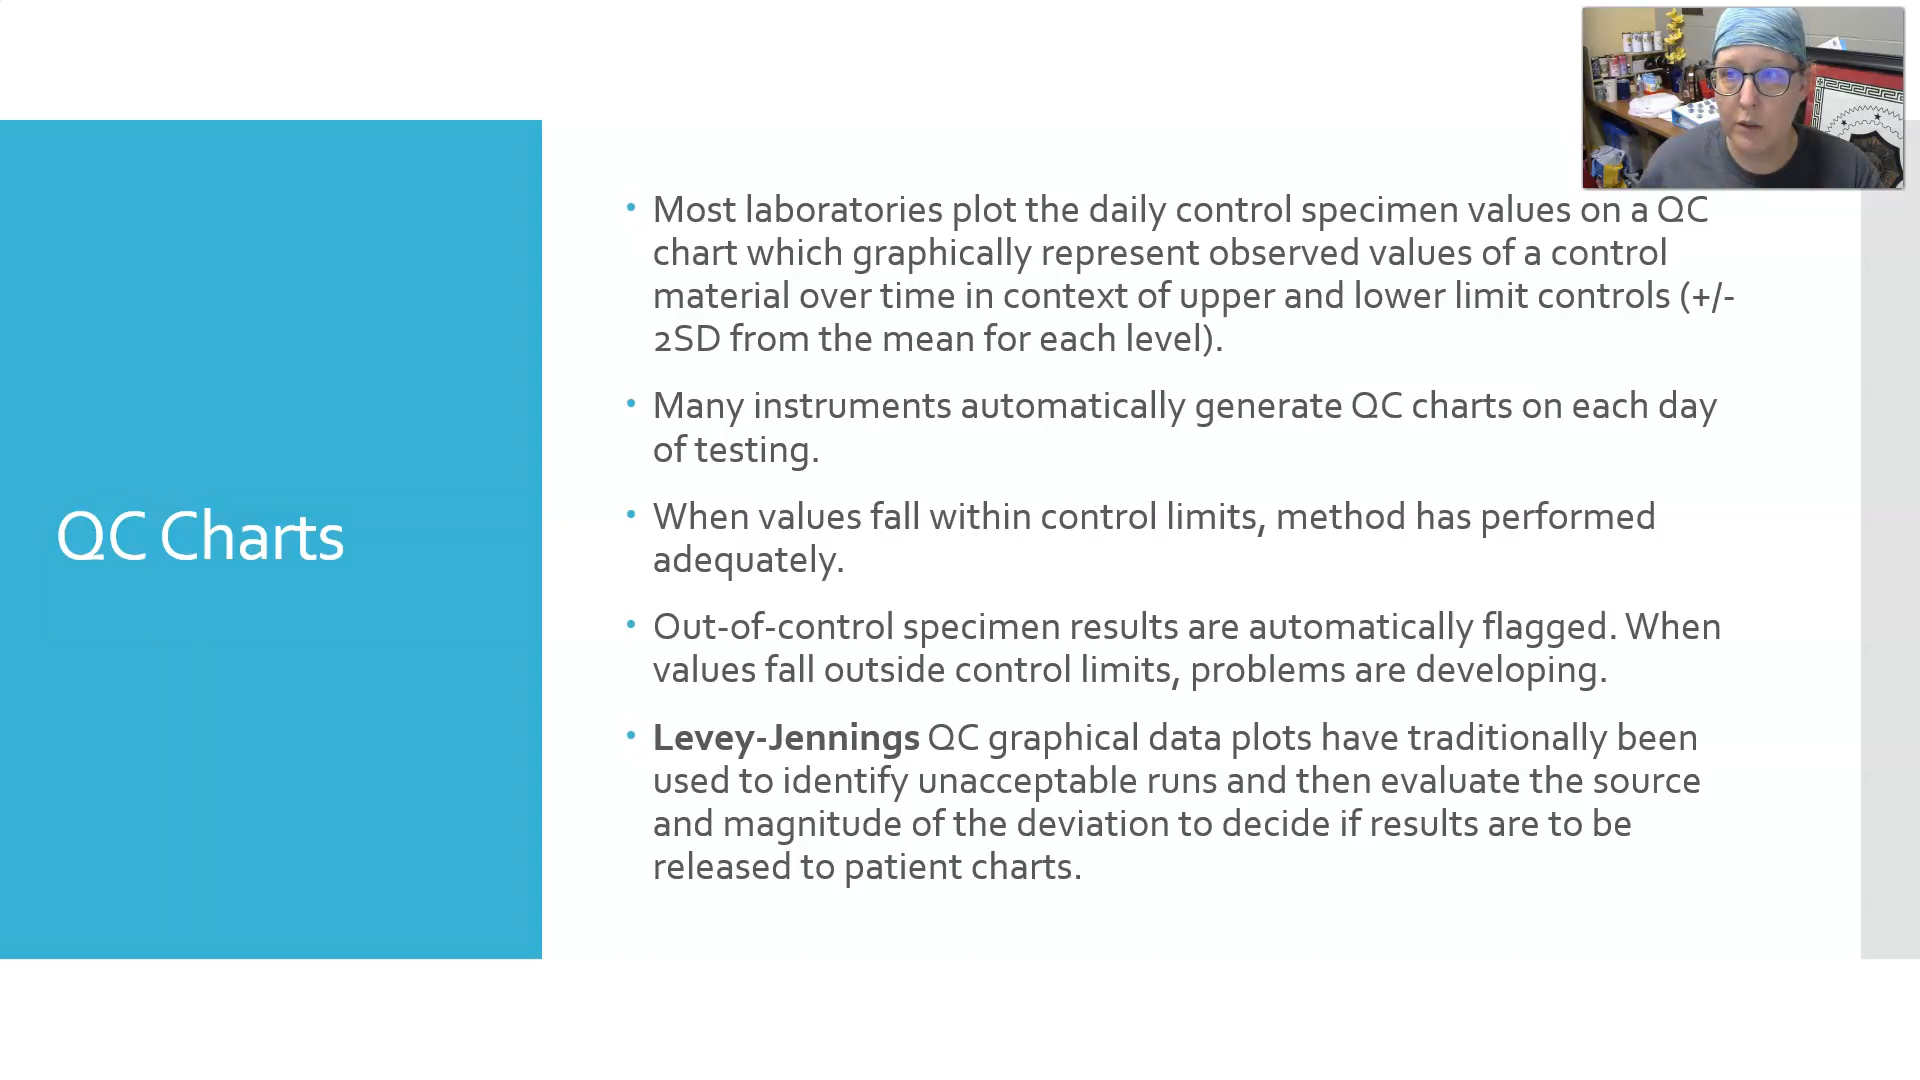 QC Charts
• Most laboratories plot the daily control specimen values on a QC
chart which graphically represent observed values of a control
material over time in context of upper and lower limit controls (+/-
2SD from the mean for each level).
• Many instruments automatically generate QC charts on each day
of testing.
• When values fall within control limits, method has performed
adequately.
• Out-of-control specimen results are automatically flagged. When
values fall outside control limits, problems are developing.
• Levey-Jennings QC graphical data plots have traditionally been
used to identify unacceptable runs and then evaluate the source
and magnitude of the deviation to decide if results are to be
released to patient charts.